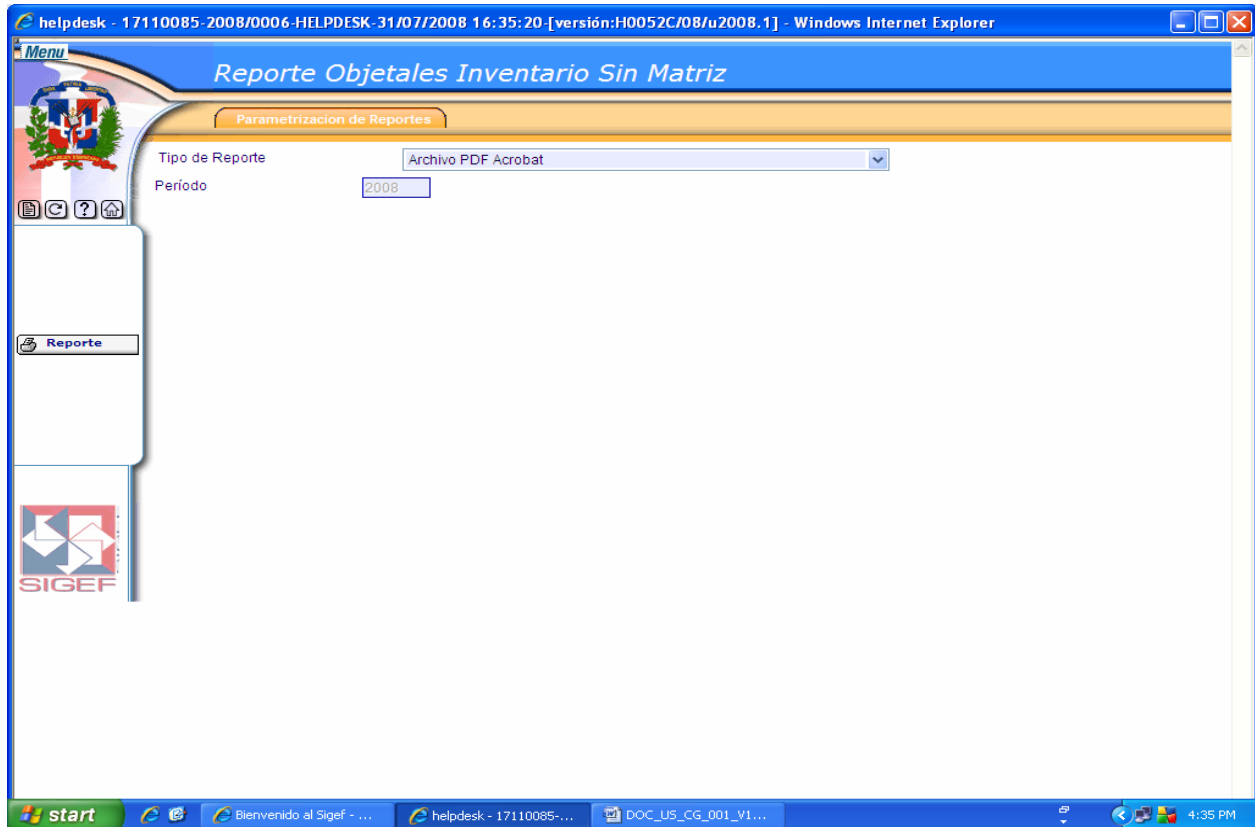 helpdesk - 17110085-2008/0006-HELPDESK-31/07/2008 16:35:20-[versión:H0052C/08/u2008.1] - Windows Internet Explorer
Menu
Reporte Objetales Inventario Sin Matriz
Parametrizacion de Reportes
Tipo de Reporte
Archivo PDF Acrobat
Período
2008
Reporte
SIGEF
start
Bienvenido al Sigef - ...
helpdesk - 17110085-...
DOC_US_CG_001_V1...
4:35 PM